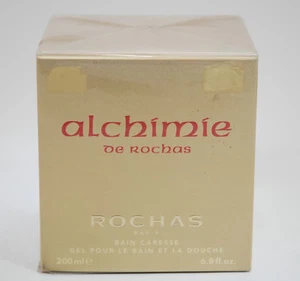 alchimie
de Rochas
ROCHAS
PARIS
BAIN CARESSE
GEL POUR LE BAIN ET LA DOUCHE
200 ml e 6.8 fl. oz.